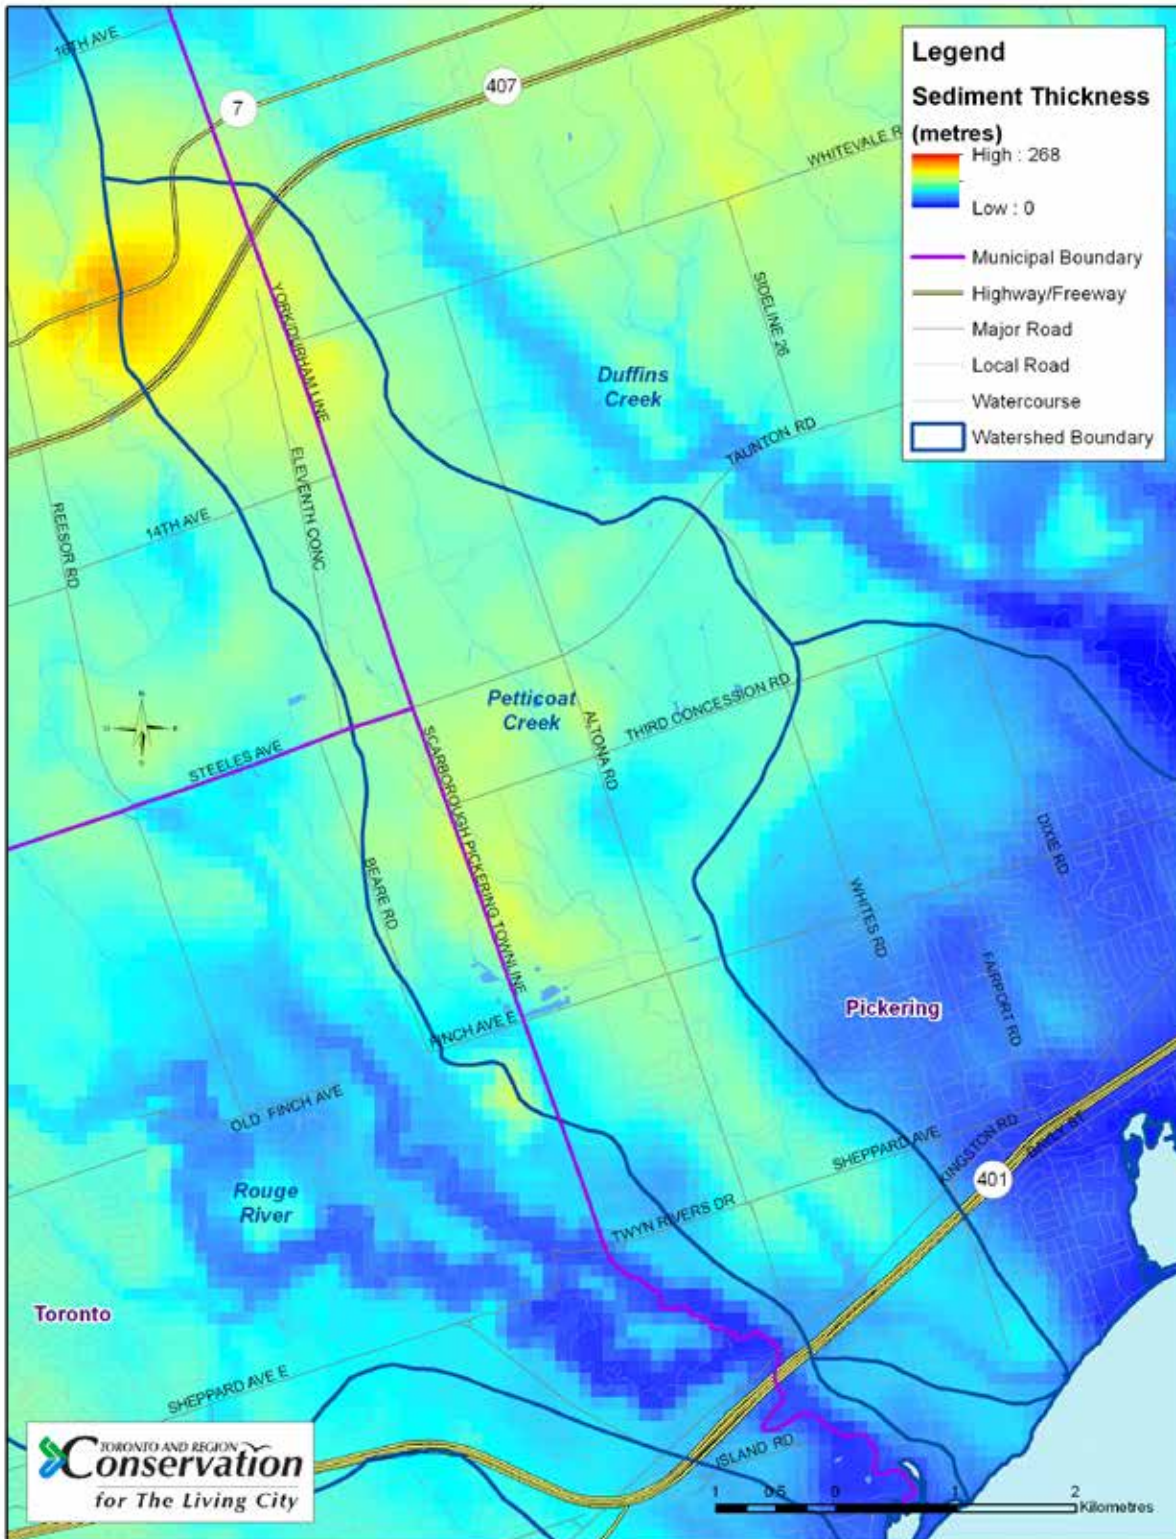 Legend
Sediment Thickness
(metres)
High : 268
Low : 0
Municipal Boundary
Highway/Freeway
Major Road
Local Road
Watercourse
Watershed Boundary
16TH AVE
7
407
WHITEVALE R
YORK/DURHAM LINE
SIDELINE 26
Duffins
Creek
TAUNTON RD
ELEVENTH CONC
REESOR RD
14TH AVE
Petticoat
Creek
THIRD CONCESSION RD
ALTONA RD
STEELES AVE
SCARBOROUGH PICKERING TOWNLINE
BEARE RD
DIXIE RD
WHITES RD
FAIRPORT RD
Pickering
FINCH AVE E
OLD FINCH AVE
SHEPPARD AVE
KINGSTON RD
BAYLY ST
401
Rouge
River
TWYN RIVERS DR
Toronto
SHEPPARD AVE E
ISLAND RD
TORONTO AND REGION
Conservation
for The Living City
1 0.5 0 1 2
Kilometres